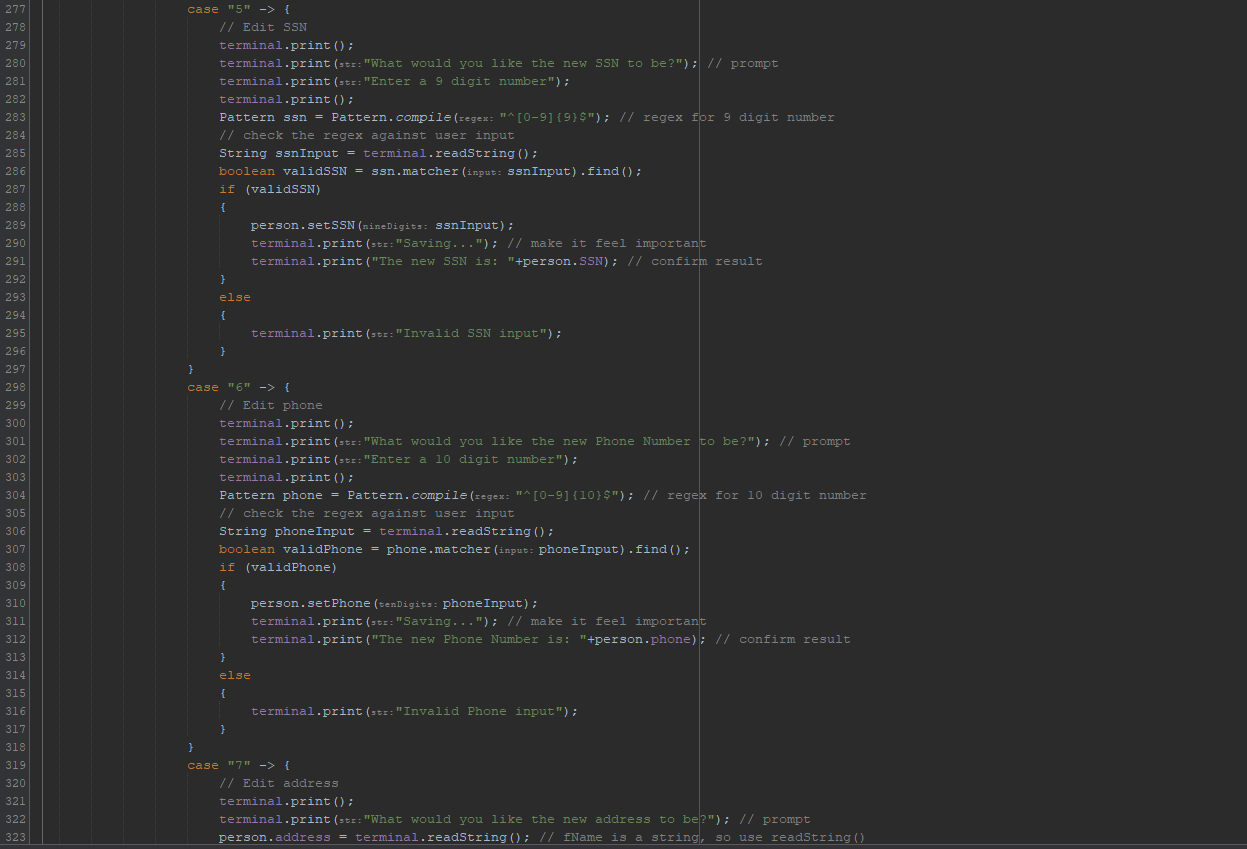 277 case "5" -> {
278 // Edit SSN
279 terminal.print();
280 terminal.print(str: "What would you like the new SSN to be?"); // prompt
281 terminal.print(str: "Enter a 9 digit number");
282 terminal.print();
283 Pattern ssn = Pattern.compile(regex: "^[0-9]{9}$"); // regex for 9 digit number
284 // check the regex against user input
285 String ssnInput = terminal.readString();
286 boolean validSSN = ssn.matcher(input: ssnInput).find();
287 if (validSSN)
288 {
289 person.setSSN(nineDigits: ssnInput);
290 terminal.print(str: "Saving..."); // make it feel important
291 terminal.print("The new SSN is: "+person.SSN); // confirm result
292 }
293 else
294 {
295 terminal.print(str: "Invalid SSN input");
296 }
297 }
298 case "6" -> {
299 // Edit phone
300 terminal.print();
301 terminal.print(str: "What would you like the new Phone Number to be?"); // prompt
302 terminal.print(str: "Enter a 10 digit number");
303 terminal.print();
304 Pattern phone = Pattern.compile(regex: "^[0-9]{10}$"); // regex for 10 digit number
305 // check the regex against user input
306 String phoneInput = terminal.readString();
307 boolean validPhone = phone.matcher(input: phoneInput).find();
308 if (validPhone)
309 {
310 person.setPhone(tenDigits: phoneInput);
311 terminal.print(str: "Saving..."); // make it feel important
312 terminal.print("The new Phone Number is: "+person.phone); // confirm result
313 }
314 else
315 {
316 terminal.print(str: "Invalid Phone input");
317 }
318 }
319 case "7" -> {
320 // Edit address
321 terminal.print();
322 terminal.print(str: "What would you like the new address to be?"); // prompt
323 person.address = terminal.readString(); // fName is a string, so use readString()